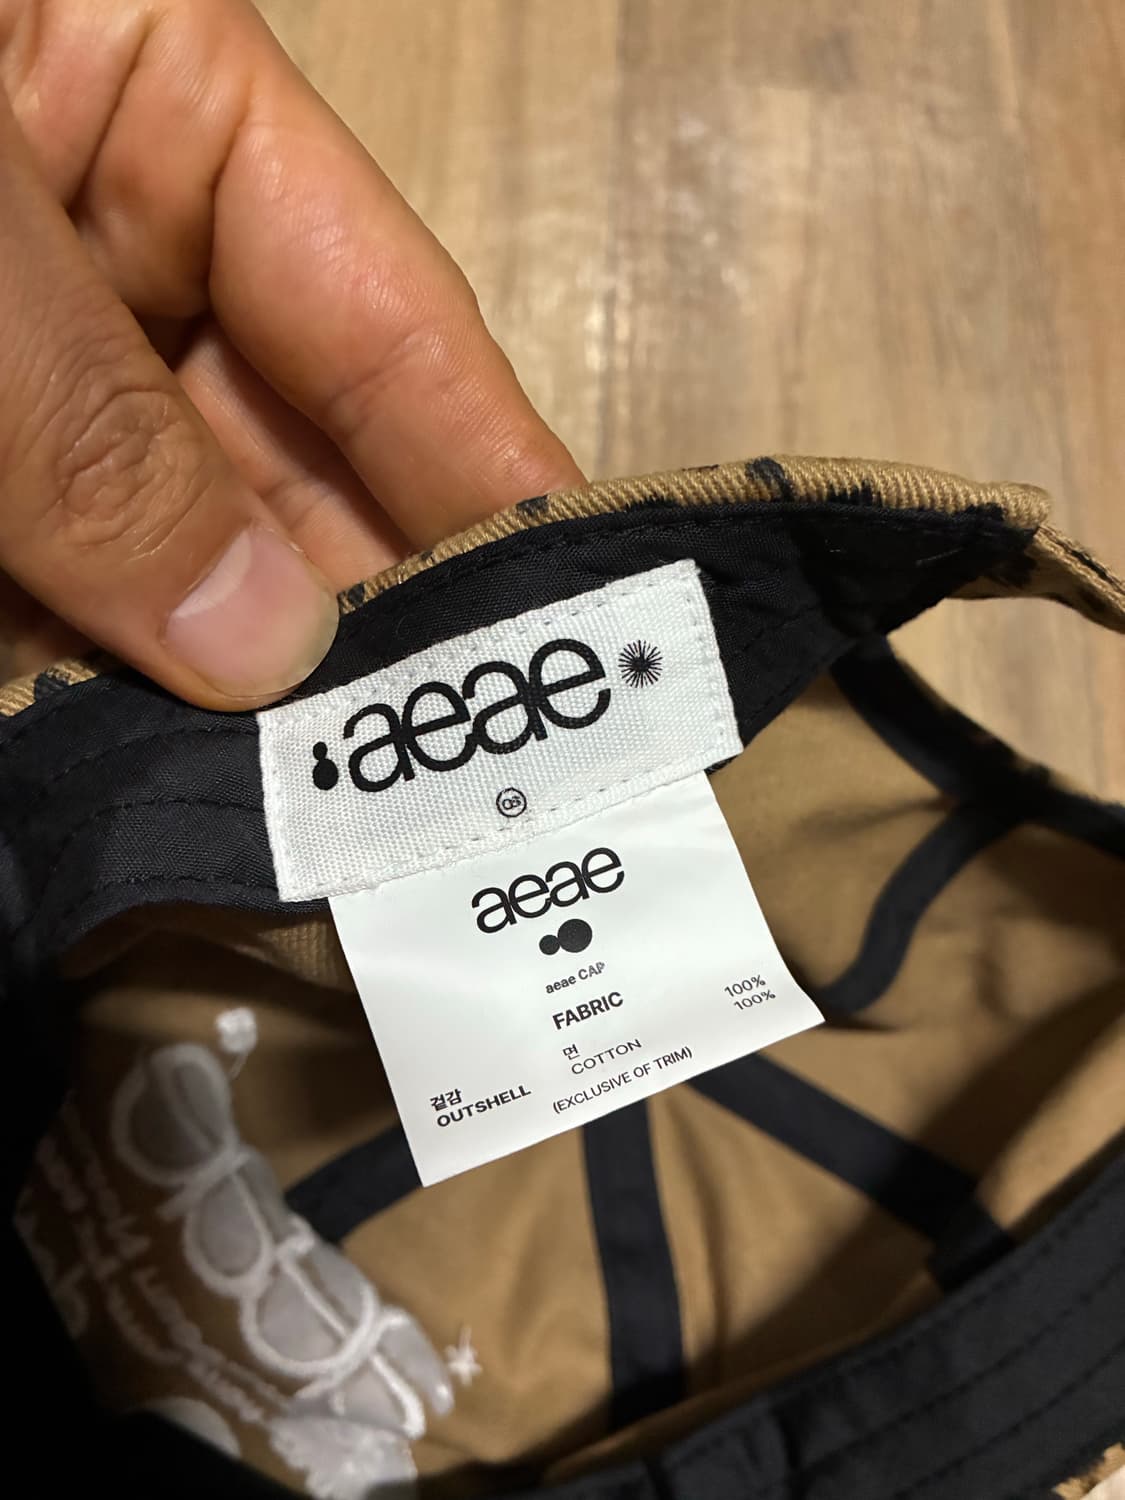 aeae
OS
aeae
aeae CAP
FABRIC
겉감 면 100%
OUTSHELL COTTON 100%
(EXCLUSIVE OF TRIM)